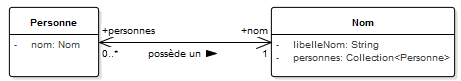 Personne
- nom: Nom
+personnes
+nom
0..*
possède un
1
Nom
- libelleNom: String
- personnes: Collection<Personne>